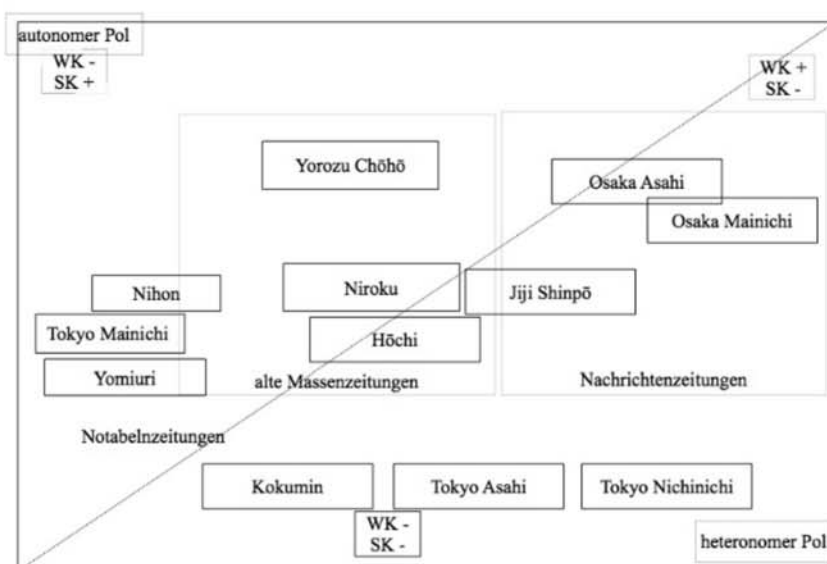 autonomer Pol
WK -
SK +
WK +
SK -
Yorozu Chōhō
Osaka Asahi
Osaka Mainichi
Nihon
Niroku
Jiji Shinpō
Tokyo Mainichi
Hōchi
Yomiuri
alte Massenzeitungen
Nachrichtenzeitungen
Notabelnzeitungen
Kokumin
Tokyo Asahi
Tokyo Nichinichi
WK -
SK -
heteronomer Pol